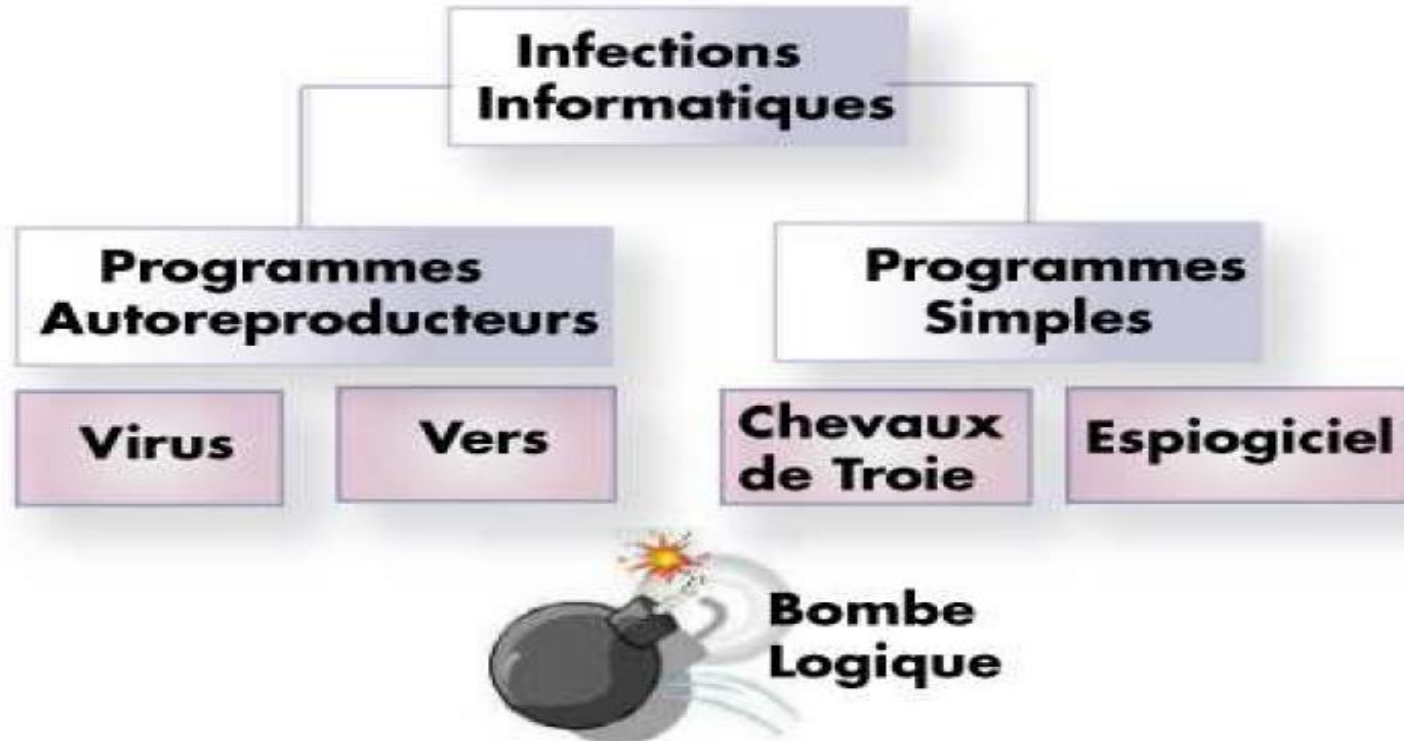 Infections
Informatiques
Programmes
Autoreproducteurs
Programmes
Simples
Virus
Vers
Chevaux
de Troie
Espiogiciel
Bombe
Logique